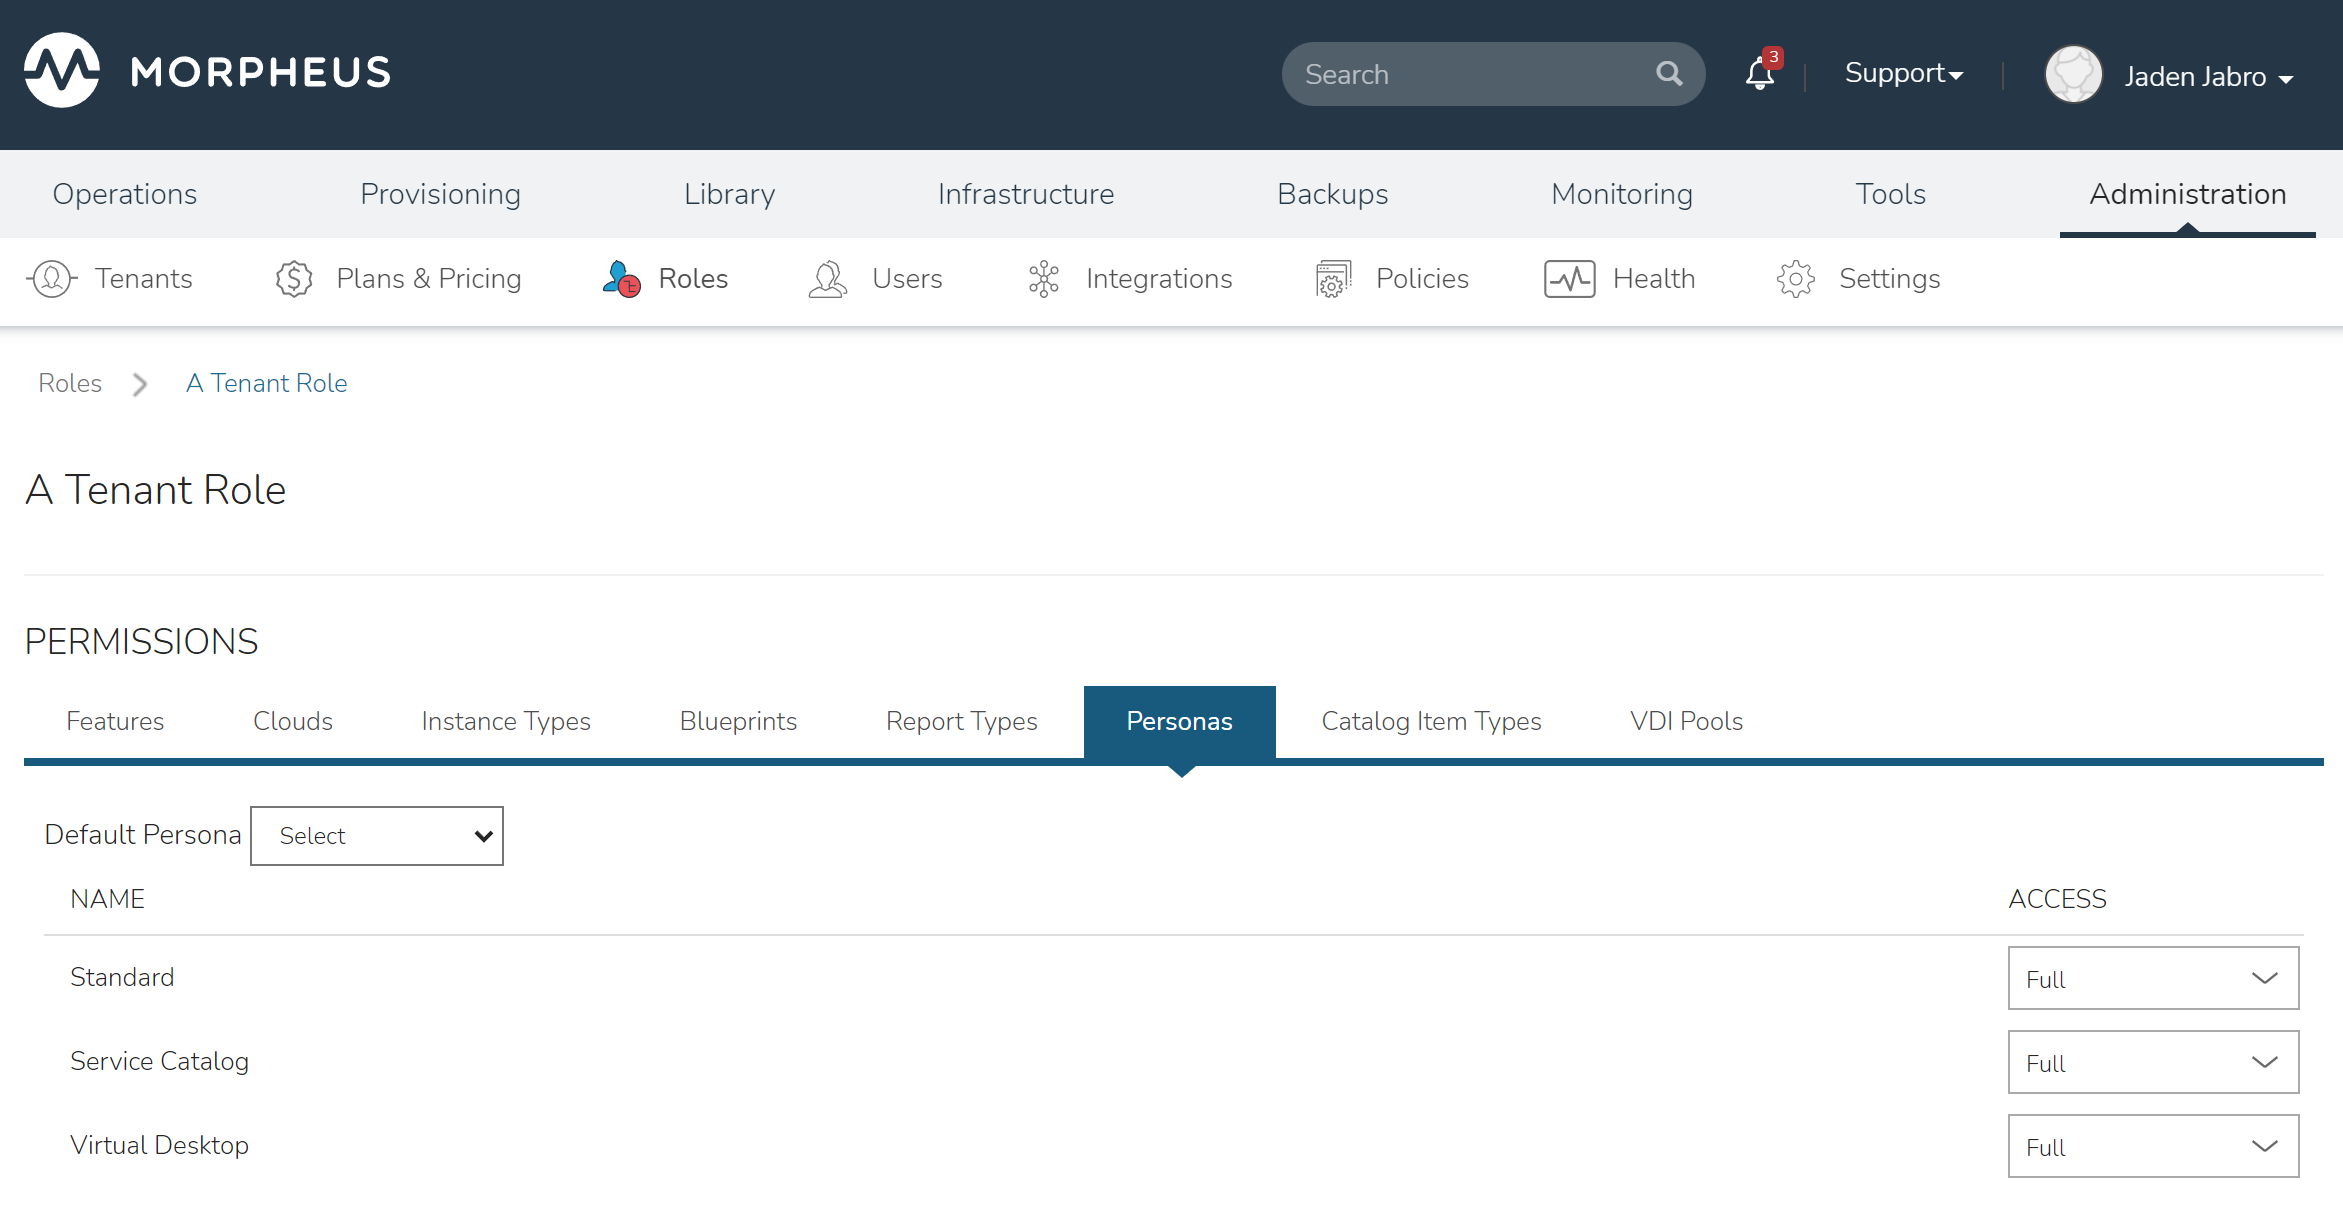 MORPHEUS
Search
3
Support
Jaden Jabro
Operations Provisioning Library Infrastructure Backups Monitoring Tools Administration
Tenants Plans & Pricing Roles Users Integrations Policies Health Settings
Roles A Tenant Role
A Tenant Role
PERMISSIONS
Features Clouds Instance Types Blueprints Report Types Personas Catalog Item Types VDI Pools
Default Persona Select
NAME ACCESS
Standard Full
Service Catalog Full
Virtual Desktop Full